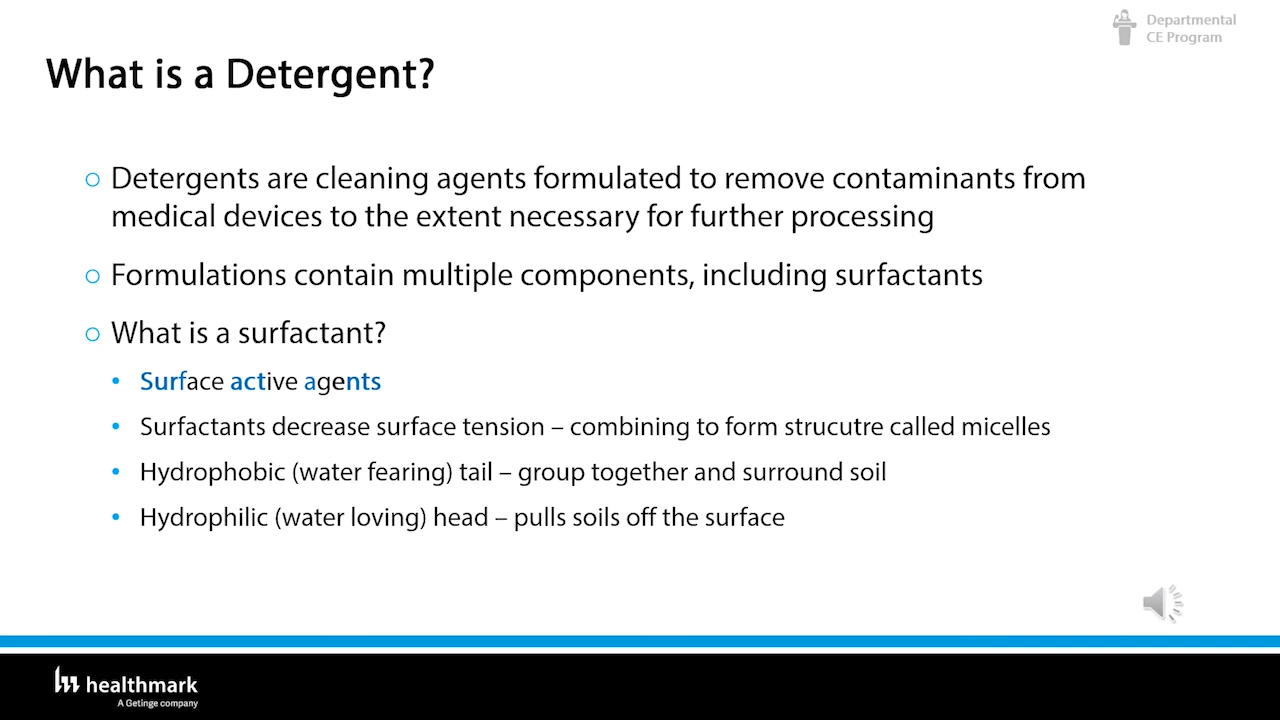 Departmental
CE Program
What is a Detergent?
Detergents are cleaning agents formulated to remove contaminants from
medical devices to the extent necessary for further processing
Formulations contain multiple components, including surfactants
What is a surfactant?
Surface active agents
Surfactants decrease surface tension – combining to form strucutre called micelles
Hydrophobic (water fearing) tail – group together and surround soil
Hydrophilic (water loving) head – pulls soils off the surface
healthmark
A Getinge company